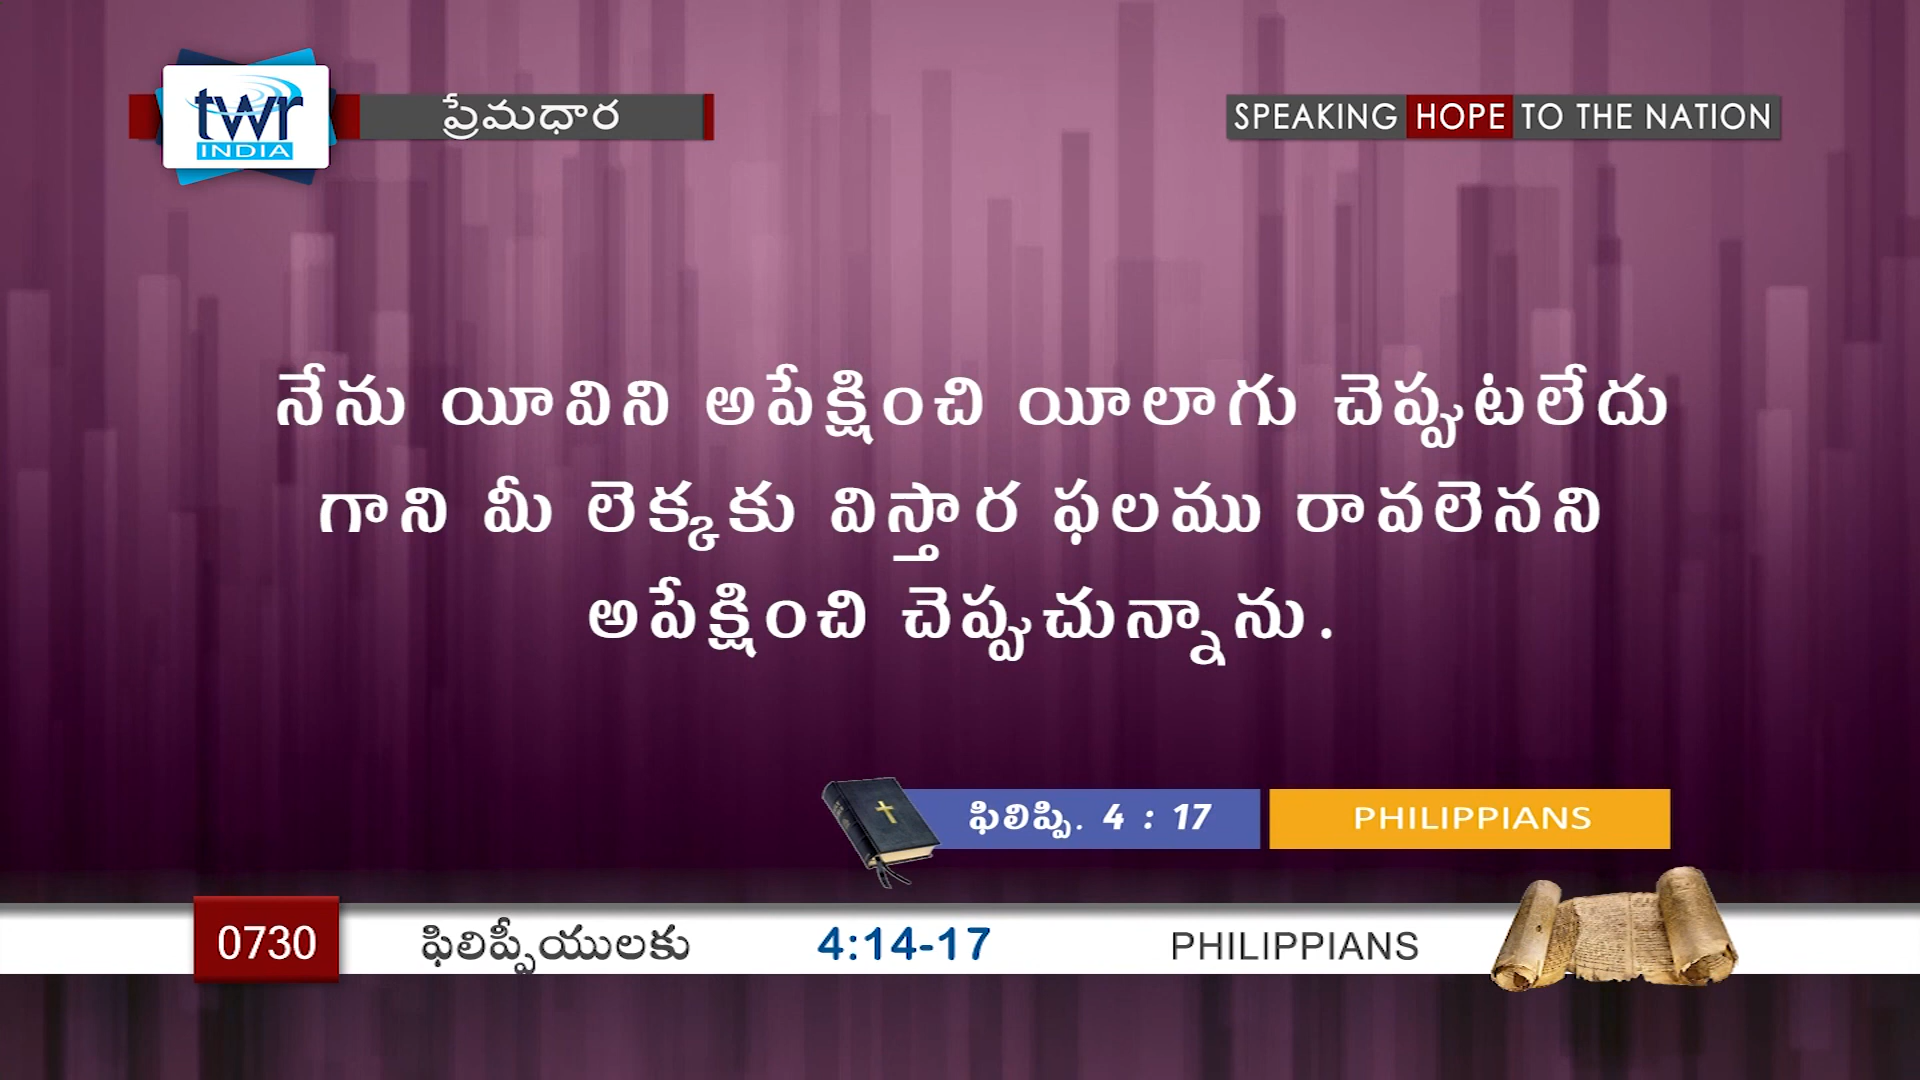 twr
INDIA
ప్రేమధార
SPEAKING HOPE TO THE NATION
నేను యీవిని అపేక్షించి యీలాగు చెప్పుటలేదు
గాని మీ లెక్కకు విస్తార ఫలము రావలెనని
అపేక్షించి చెప్పుచున్నాను.
ఫిలిప్పి. 4 : 17
PHILIPPIANS
0730
ఫిలిప్పీయులకు
4:14-17
PHILIPPIANS